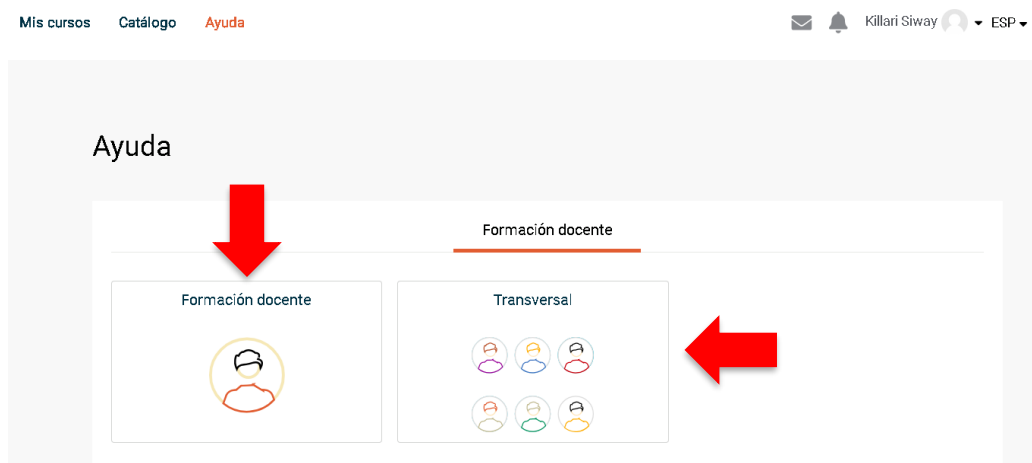 Mis cursos Catálogo Ayuda Killari Siway ESP
Ayuda
Formación docente
Formación docente Transversal